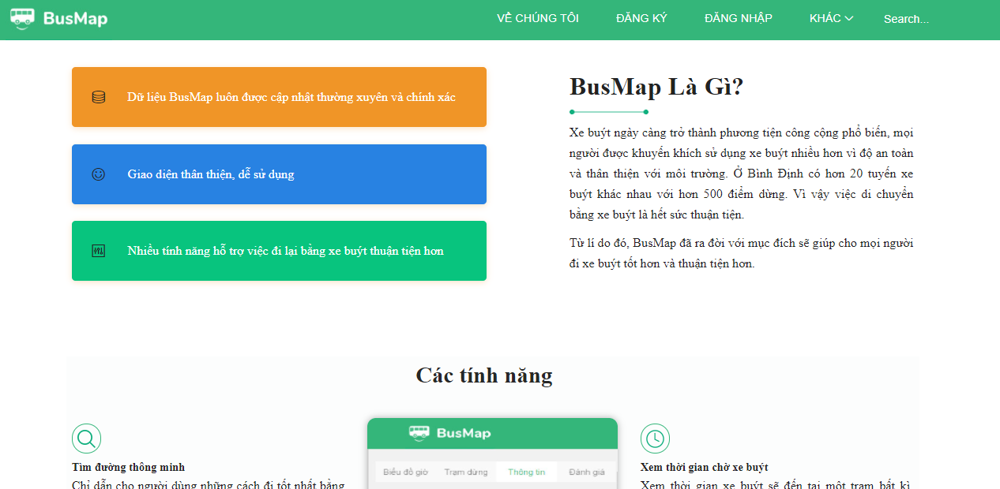 BusMap
VỀ CHÚNG TÔI
ĐĂNG KÝ
ĐĂNG NHẬP
KHÁC
Search...
Dữ liệu BusMap luôn được cập nhật thường xuyên và chính xác
Giao diện thân thiện, dễ sử dụng
Nhiều tính năng hỗ trợ việc đi lại bằng xe buýt thuận tiện hơn
BusMap Là Gì?
Xe buýt ngày càng trở thành phương tiện công cộng phổ biến, mọi
người được khuyến khích sử dụng xe buýt nhiều hơn vì độ an toàn
và thân thiện với môi trường. Ở Bình Định có hơn 20 tuyến xe
buýt khác nhau với hơn 500 điểm dừng. Vì vậy việc di chuyển
bằng xe buýt là hết sức thuận tiện.
Từ lí do đó, BusMap đã ra đời với mục đích sẽ giúp cho mọi người
đi xe buýt tốt hơn và thuận tiện hơn.
Các tính năng
Tìm đường thông minh
Chỉ dẫn cho người dùng những cách đi tốt nhất bằng
BusMap
Biểu đồ giờ
Trạm dừng
Thông tin
Đánh giá
Xem thời gian chờ xe buýt
Xem thời gian xe buýt sẽ đến tại một trạm bất kì